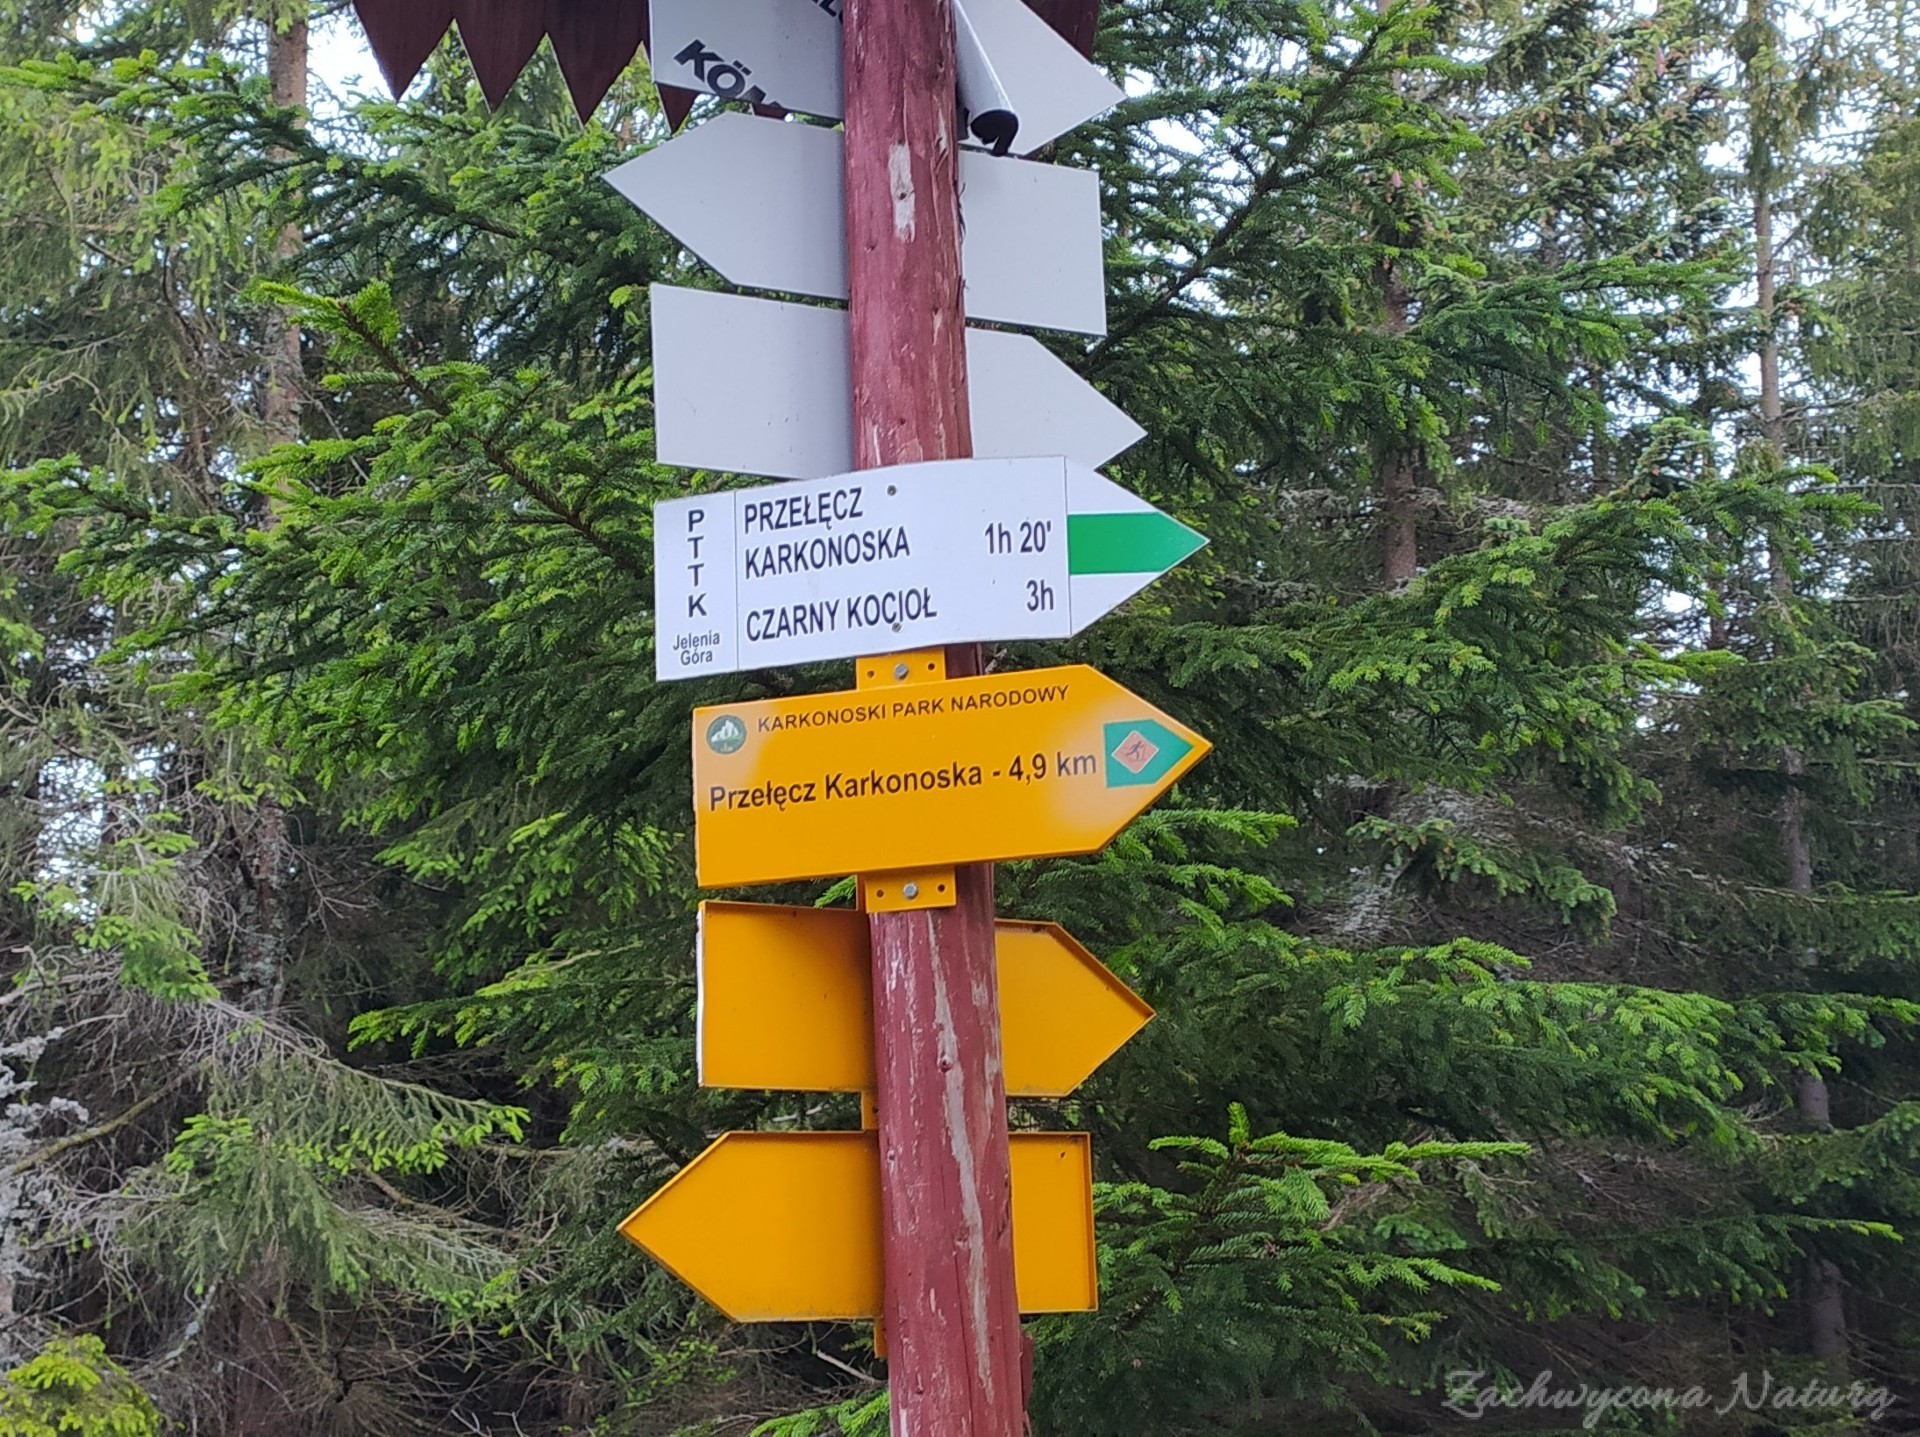 PRZEŁĘCZ
KARKONOSKA 1h 20'
CZARNY KOCIOŁ 3h
PTTK
Jelenia
Góra
KARKONOSKI PARK NARODOWY
Przełęcz Karkonoska - 4,9 km
Zachwycona Naturą